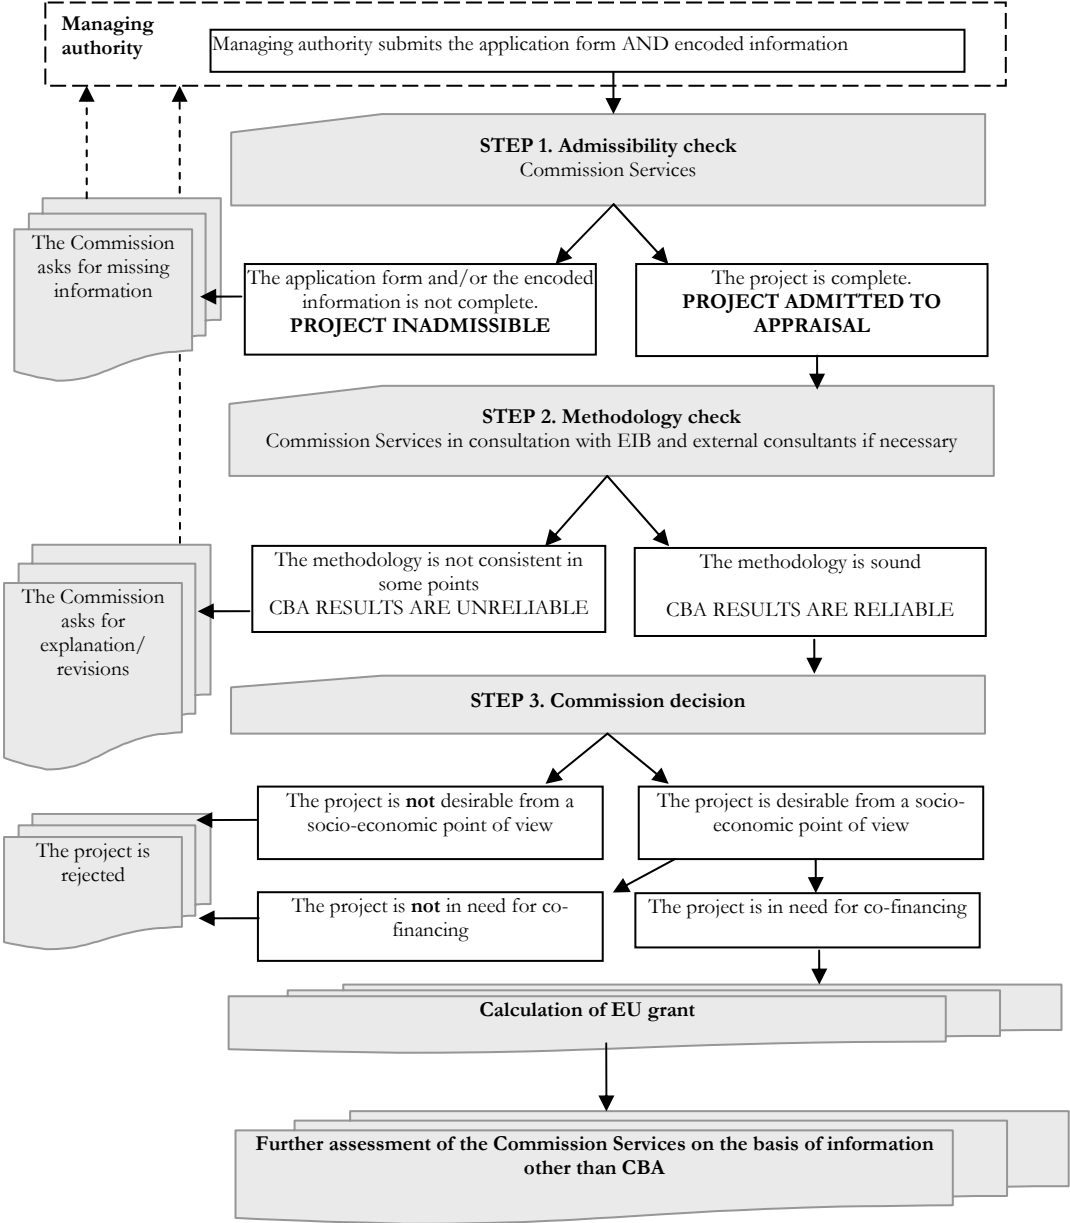 Managing
authority
Managing authority submits the application form AND encoded information
STEP 1. Admissibility check
Commission Services
The Commission
asks for missing
information
The application form and/or the encoded
information is not complete.
PROJECT INADMISSIBLE
The project is complete.
PROJECT ADMITTED TO
APPRAISAL
STEP 2. Methodology check
Commission Services in consultation with EIB and external consultants if necessary
The Commission
asks for
explanation/
revisions
The methodology is not consistent in
some points
CBA RESULTS ARE UNRELIABLE
The methodology is sound
CBA RESULTS ARE RELIABLE
STEP 3. Commission decision
The project is not desirable from a
socio-economic point of view
The project is desirable from a socio-
economic point of view
The project is
rejected
The project is not in need for co-
financing
The project is in need for co-financing
Calculation of EU grant
Further assessment of the Commission Services on the basis of information
other than CBA